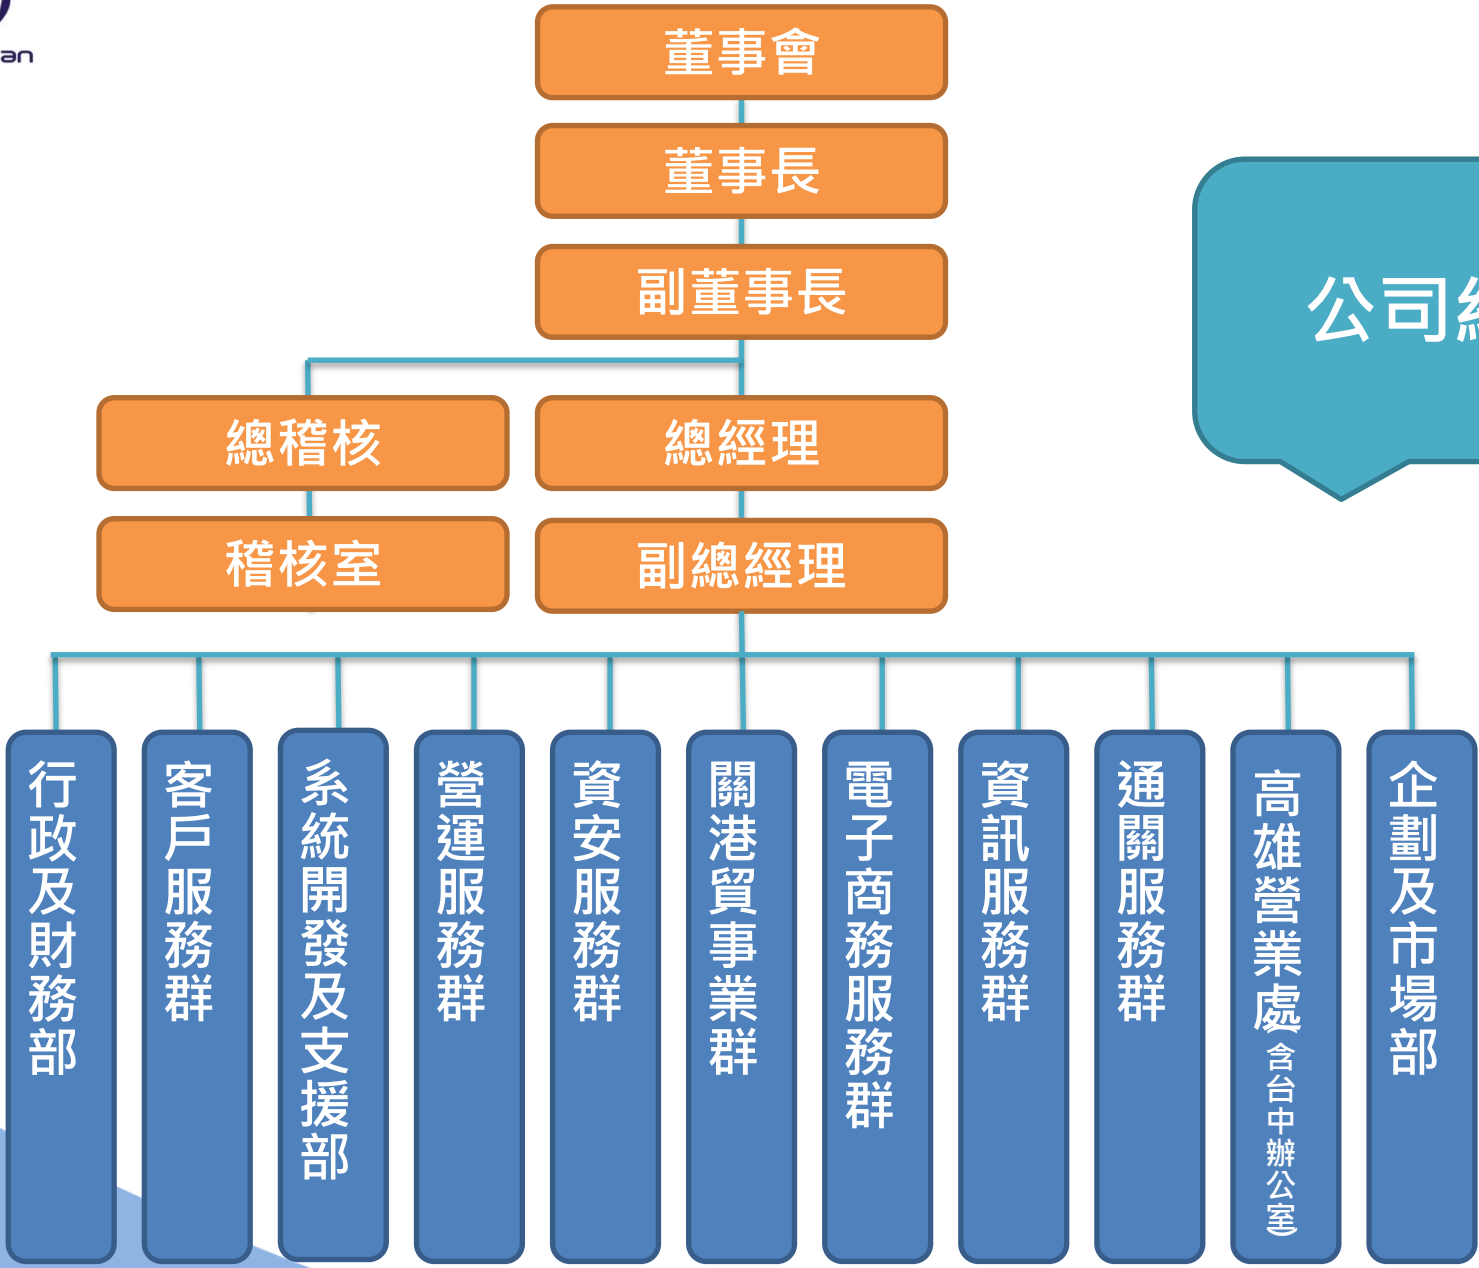 an
董事會
董事長
副董事長
公司
總稽核
總經理
稽核室
副總經理
行政及財務部
客戶服務群
系統開發及支援部
營運服務群
資安服務群
關港貿事業群
電子商務服務群
資訊服務群
通關服務群
高雄營業處(含台中辦公室)
企劃及市場部